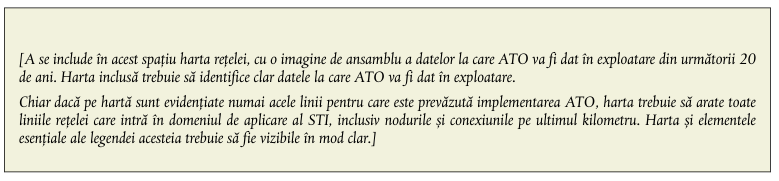 [A se include în acest spațiu harta rețelei, cu o imagine de ansamblu a datelor la care ATO va fi dat în exploatare din următorii 20
de ani. Harta inclusă trebuie să identifice clar datele la care ATO va fi dat în exploatare.
Chiar dacă pe hartă sunt evidențiate numai acele linii pentru care este prevăzută implementarea ATO, harta trebuie să arate toate
liniile rețelei care intră în domeniul de aplicare al STI, inclusiv nodurile și conexiunile pe ultimul kilometru. Harta și elementele
esențiale ale legendei acesteia trebuie să fie vizibile în mod clar.]